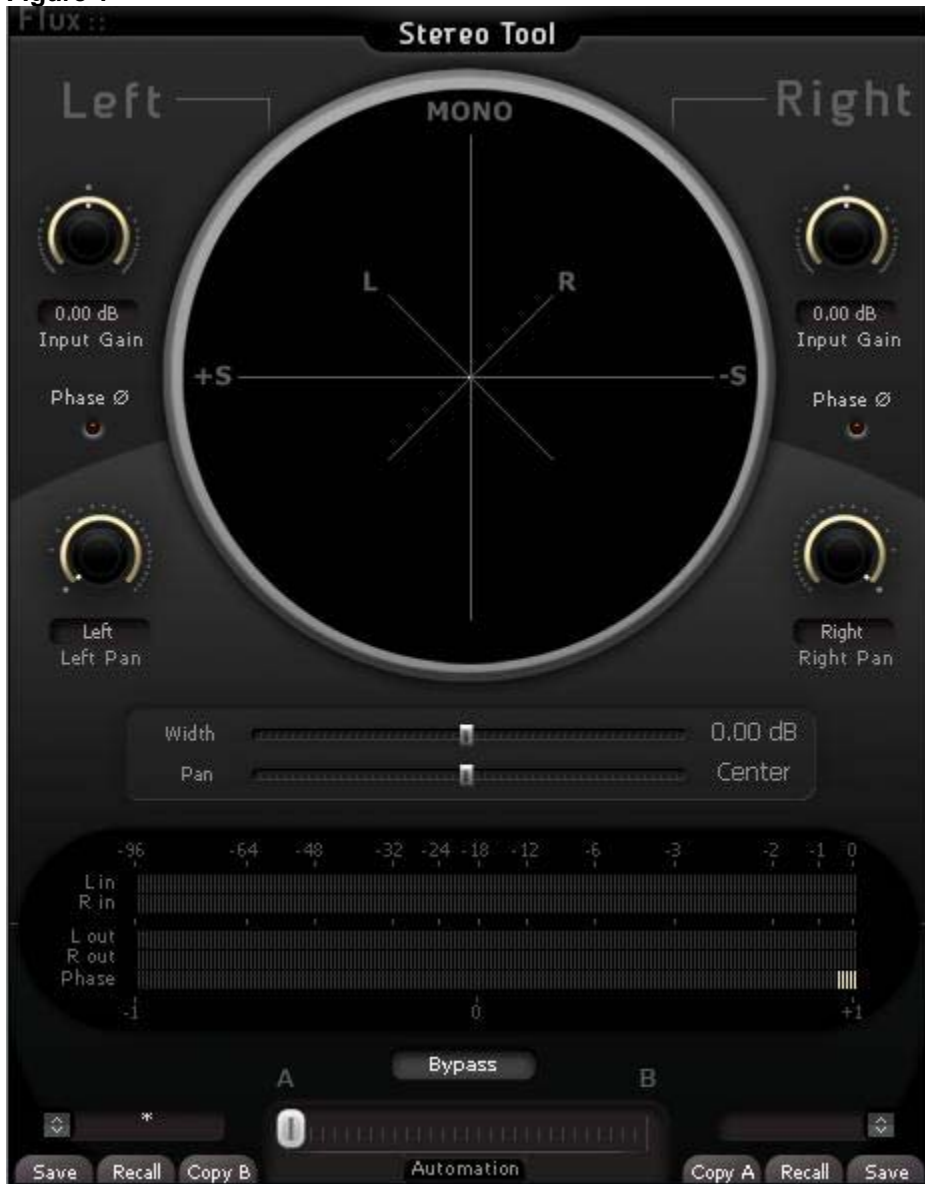 Flux::
Stereo Tool
Left
Right
MONO
L
R
+S
-S
0.00 dB
Input Gain
Phase Ø
0.00 dB
Input Gain
Phase Ø
Left
Left Pan
Right
Right Pan
Width 0.00 dB
Pan Center
-96 -64 -48 -32 -24 -18 -12 -6 -3 -2 -1 0
L in
R in
L out
R out
Phase
-1 0 +1
Bypass
A B
*
Save Recall Copy B Automation Copy A Recall Save